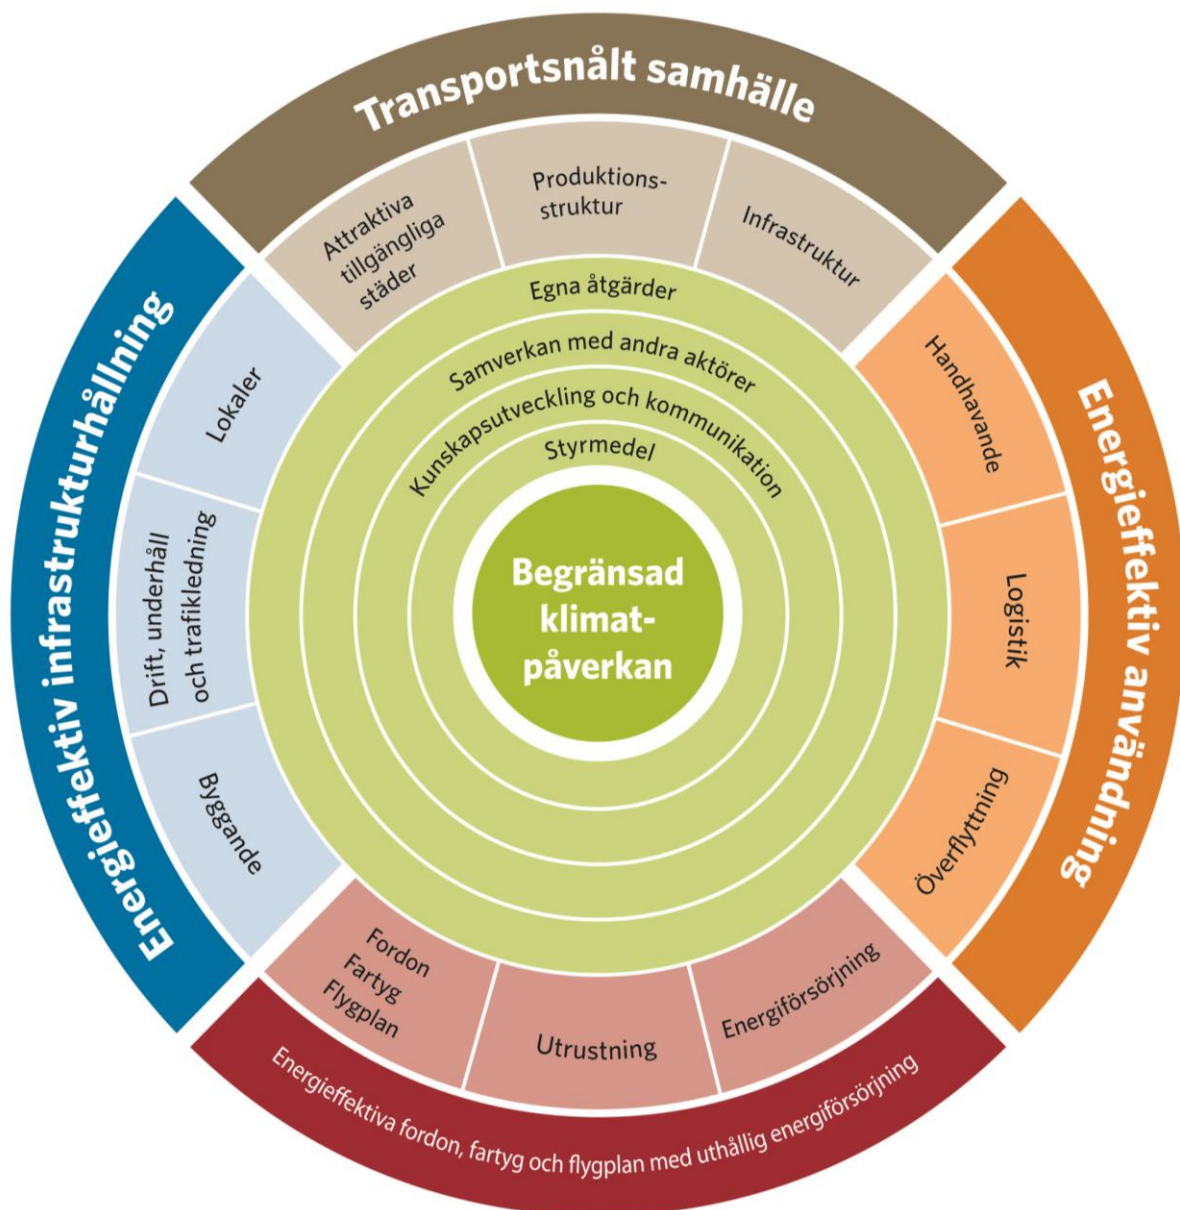 Transportsnålt samhälle
Attraktiva
tillgängliga
städer
Produktions-
struktur
Infrastruktur
Energieffektiv användning
Handhavande
Logistik
Överflyttning
Energieffektiva fordon, fartyg och flygplan med uthållig energiförsörjning
Fordon
Fartyg
Flygplan
Utrustning
Energiförsörjning
Energieffektiv infrastrukturhållning
Lokaler
Drift, underhåll
och trafikledning
Byggande
Egna åtgärder
Samverkan med andra aktörer
Kunskapsutveckling och kommunikation
Styrmedel
Begränsad
klimat-
påverkan